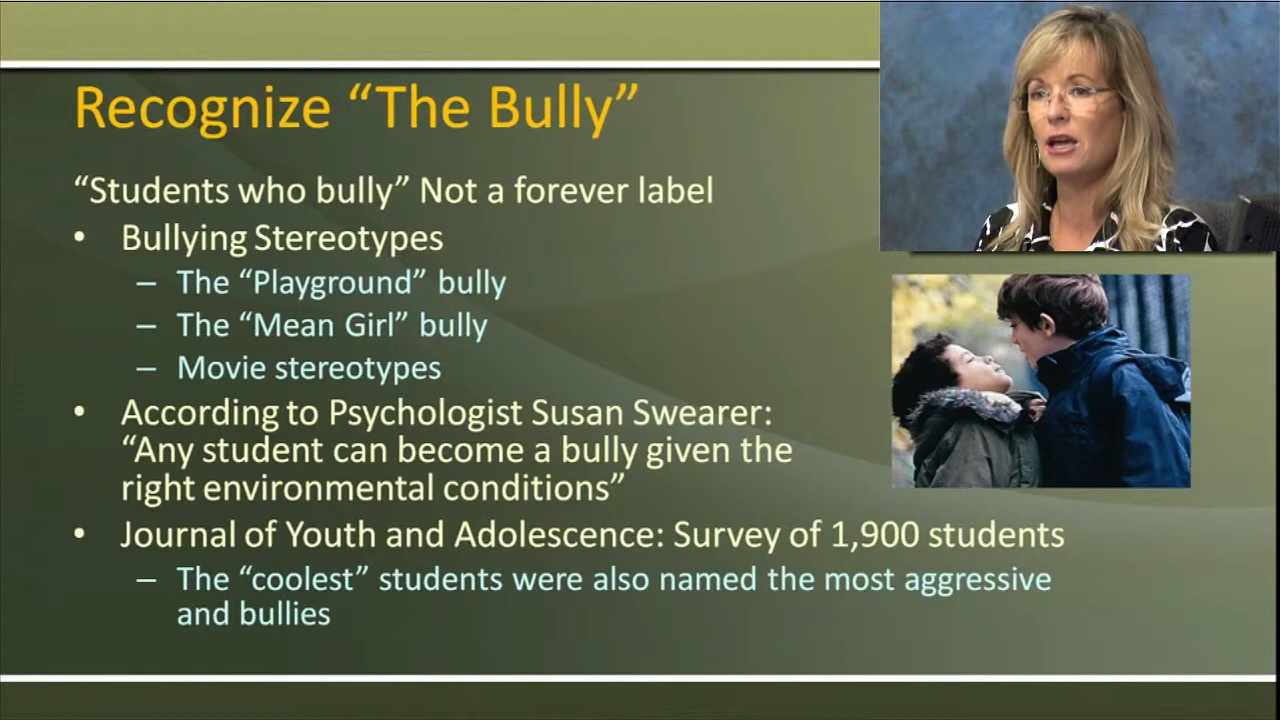 Recognize “The Bully”
“Students who bully” Not a forever label
• Bullying Stereotypes
– The “Playground” bully
– The “Mean Girl” bully
– Movie stereotypes
• According to Psychologist Susan Swearer:
“Any student can become a bully given the
right environmental conditions”
• Journal of Youth and Adolescence: Survey of 1,900 students
– The “coolest” students were also named the most aggressive
and bullies